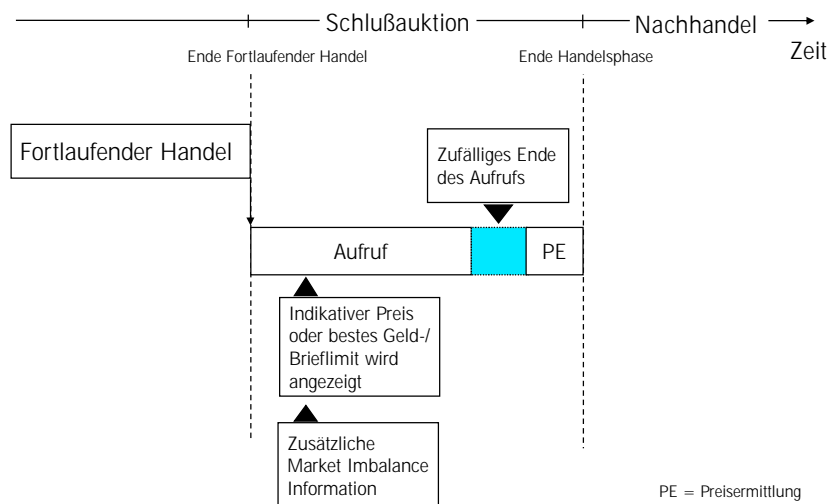 Schlußauktion
Nachhandel
Zeit
Ende Fortlaufender Handel
Ende Handelsphase
Fortlaufender Handel
Zufälliges Ende
des Aufrufs
Aufruf
PE
Indikativer Preis
oder bestes Geld-/
Brieflimit wird
angezeigt
Zusätzliche
Market Imbalance
Information
PE = Preisermittlung